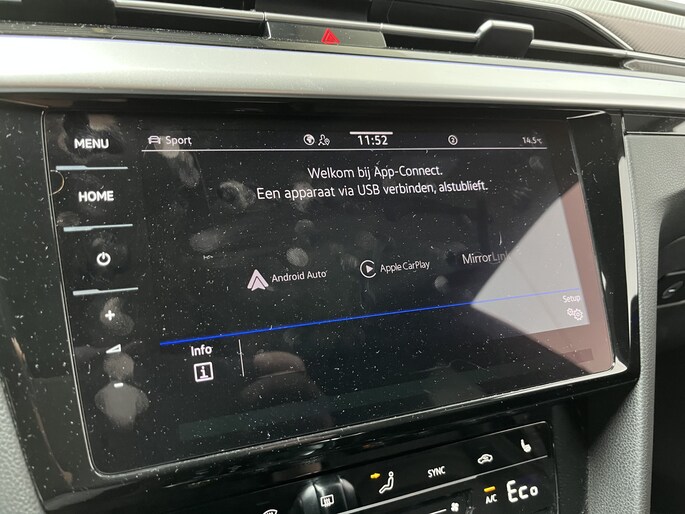 MENU
Sport
11:52
2
14,5°C
HOME
Welkom bij App-Connect.
Een apparaat via USB verbinden, alstublieft.
Android Auto
Apple CarPlay
MirrorLink
Setup
Info
i
+
-
SYNC
A/C
Eco